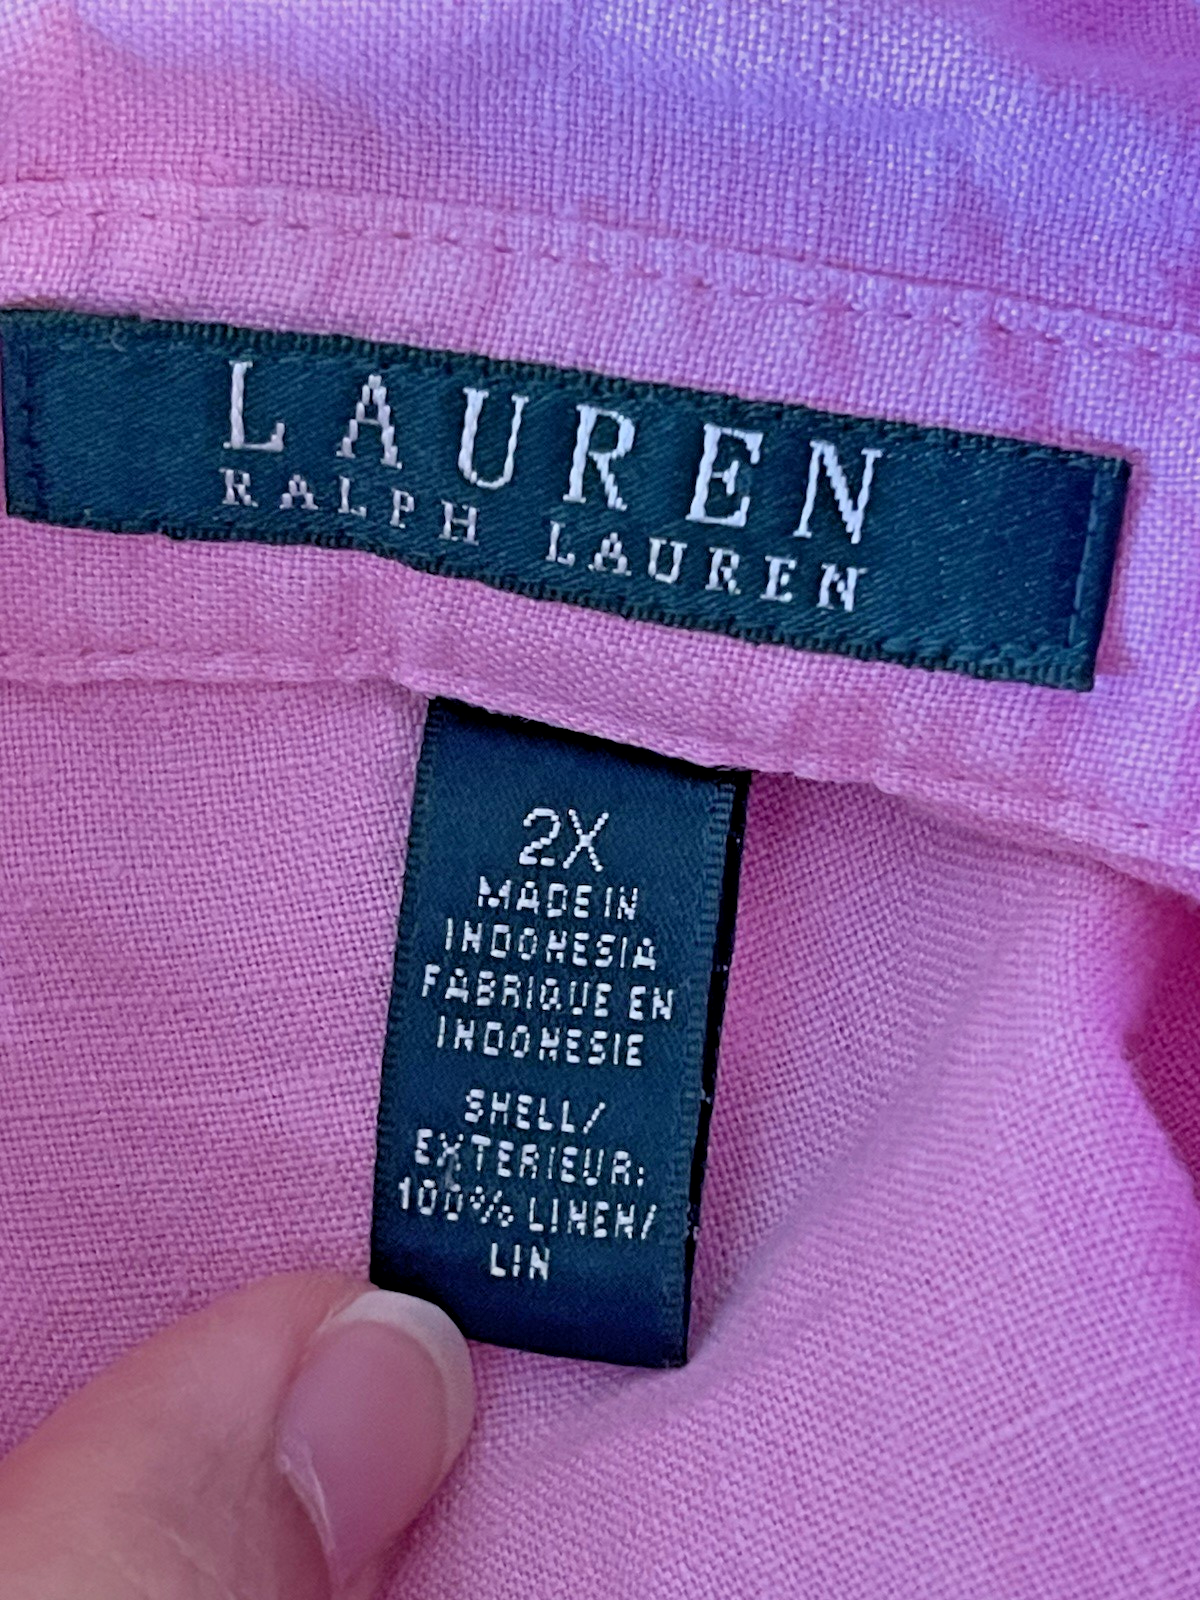 LAUREN
RALPH LAUREN
2X
MADE IN
INDONESIA
FABRIQUE EN
INDONESIE
SHELL/
EXTERIEUR:
100% LINEN/
LIN